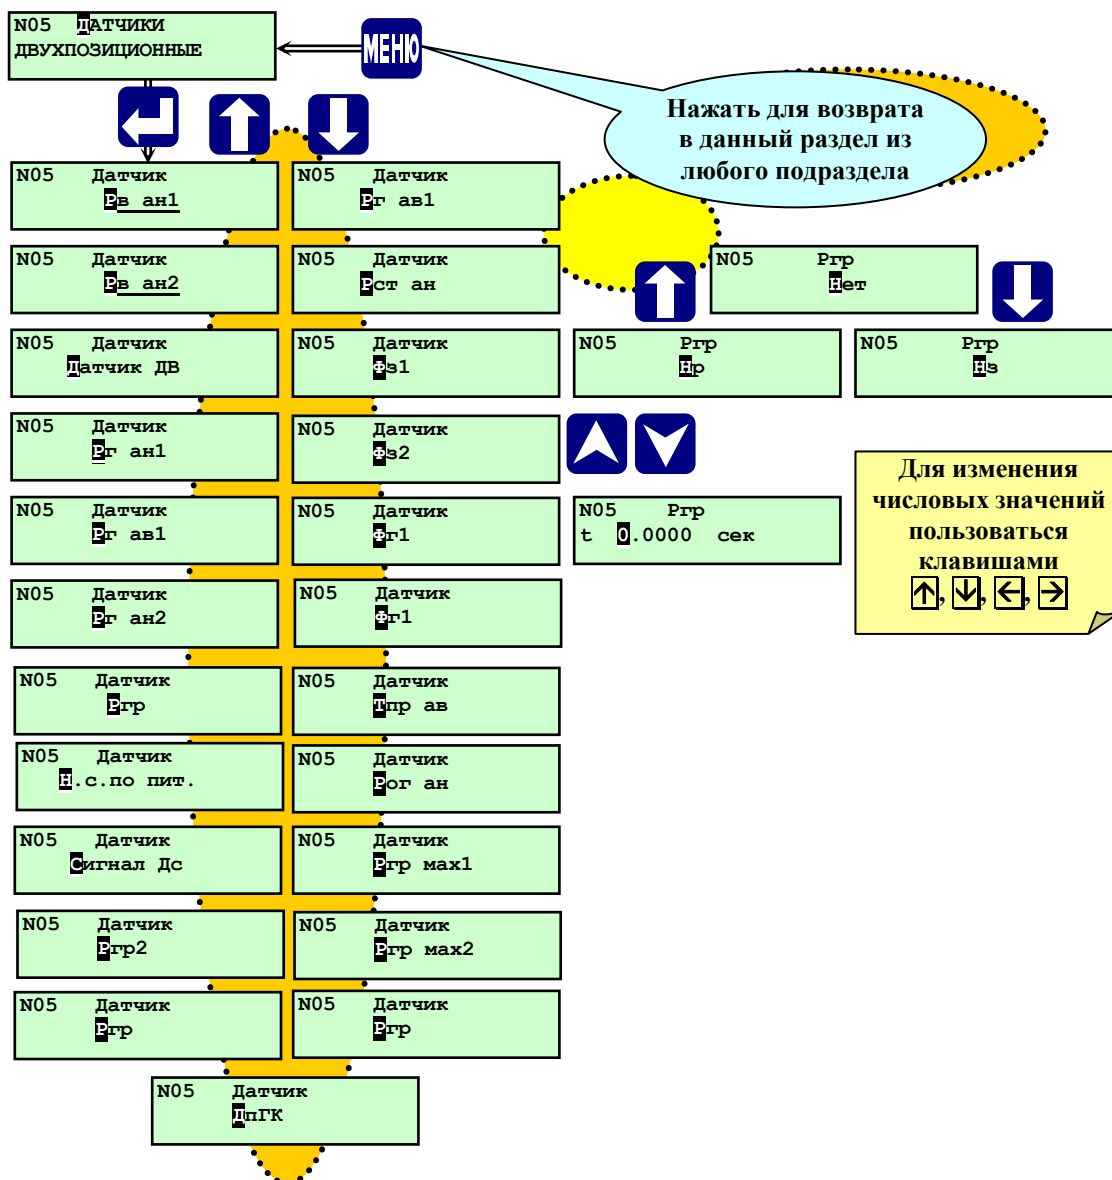 N05 ДАТЧИКИ
ДВУХПОЗИЦИОННЫЕ
МЕНЮ
Нажать для возврата
в данный раздел из
любого подраздела
N05 Датчик
Рв ан1
N05 Датчик
Рг ав1
N05 Датчик
Рв ан2
N05 Датчик
Рст ан
N05 Ргр
Нет
N05 Датчик
Датчик ДВ
N05 Датчик
Фз1
N05 Ргр
Нр
N05 Ргр
Нз
N05 Датчик
Рг ан1
N05 Датчик
Фз2
Для изменения
числовых значений
пользоваться
клавишами
↑, ↓, ←, →
N05 Датчик
Рг ав1
N05 Датчик
Фг1
N05 Ргр
t 0.0000 сек
N05 Датчик
Рг ан2
N05 Датчик
Фг1
N05 Датчик
Ргр
N05 Датчик
Тпр ав
N05 Датчик
Н.с.по пит.
N05 Датчик
Рог ан
N05 Датчик
Сигнал Дс
N05 Датчик
Ргр мах1
N05 Датчик
Ргр2
N05 Датчик
Ргр мах2
N05 Датчик
Ргр
N05 Датчик
Ргр
N05 Датчик
ДпГК